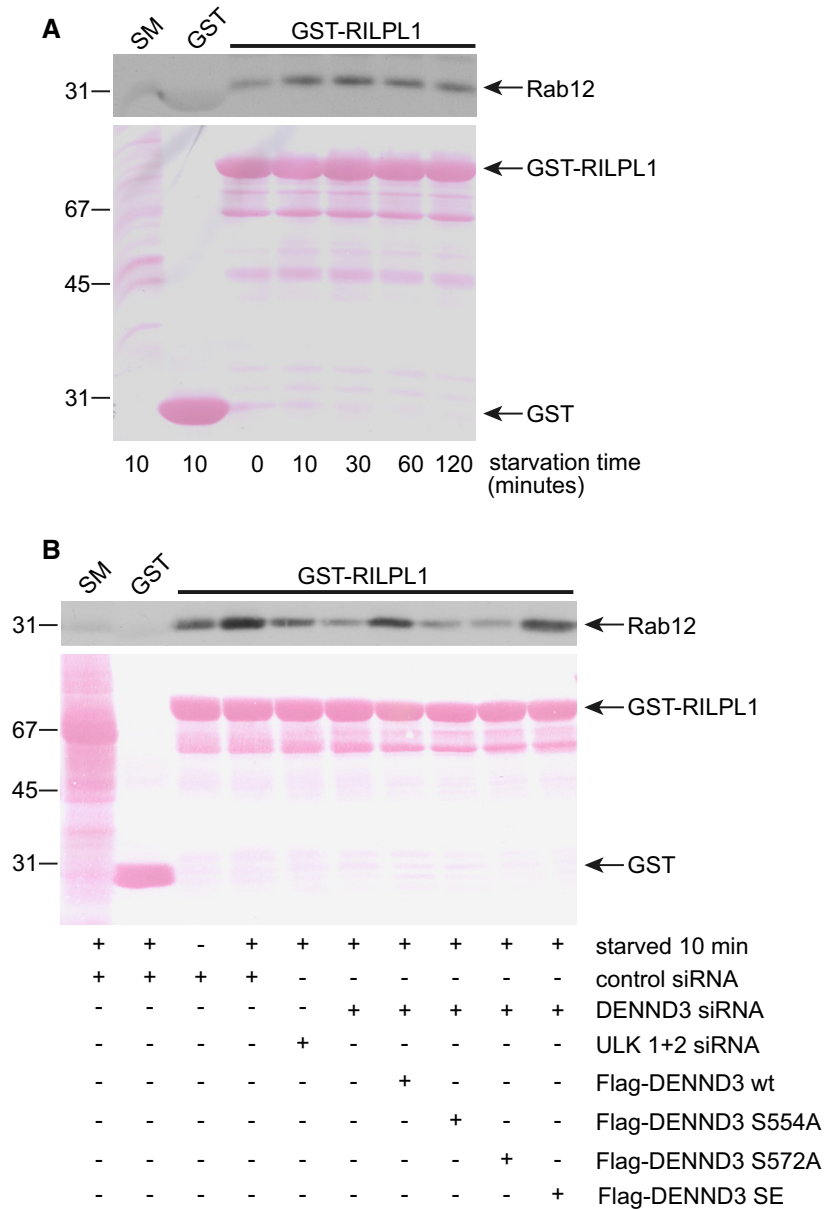 A
SM GST GST-RILPL1
31 Rab12
GST-RILPL1
67
45
31
GST
10 10 0 10 30 60 120 starvation time
(minutes)
B
SM GST GST-RILPL1
31 Rab12
GST-RILPL1
67
45
31 GST
+ + - + + + + + + + starved 10 min
+ + + + - - - - - - control siRNA
- - - - - + + + + + DENND3 siRNA
- - - - + - - - - - ULK 1+2 siRNA
- - - - - - + - - - Flag-DENND3 wt
- - - - - - - + - - Flag-DENND3 S554A
- - - - - - - - + - Flag-DENND3 S572A
- - - - - - - - - + Flag-DENND3 SE